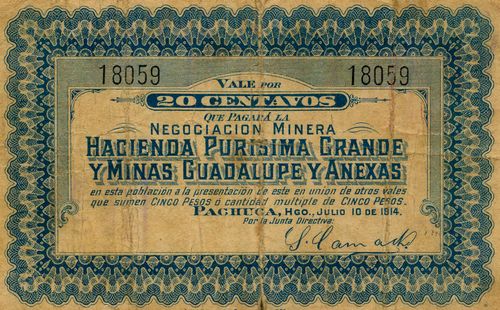 18059 18059
VALE POR
20 CENTAVOS
QUE PAGARÁ LA
NEGOCIACION MINERA
HACIENDA PURÍSIMA GRANDE
Y MINAS GUADALUPE Y ANEXAS
en esta población a la presentación de este en union de otros vales
que sumen CINCO PESOS ó cantidad multiple de CINCO PESOS.
PACHUCA, HGO., JULIO 10 DE 1914.
Por la Junta Directiva: